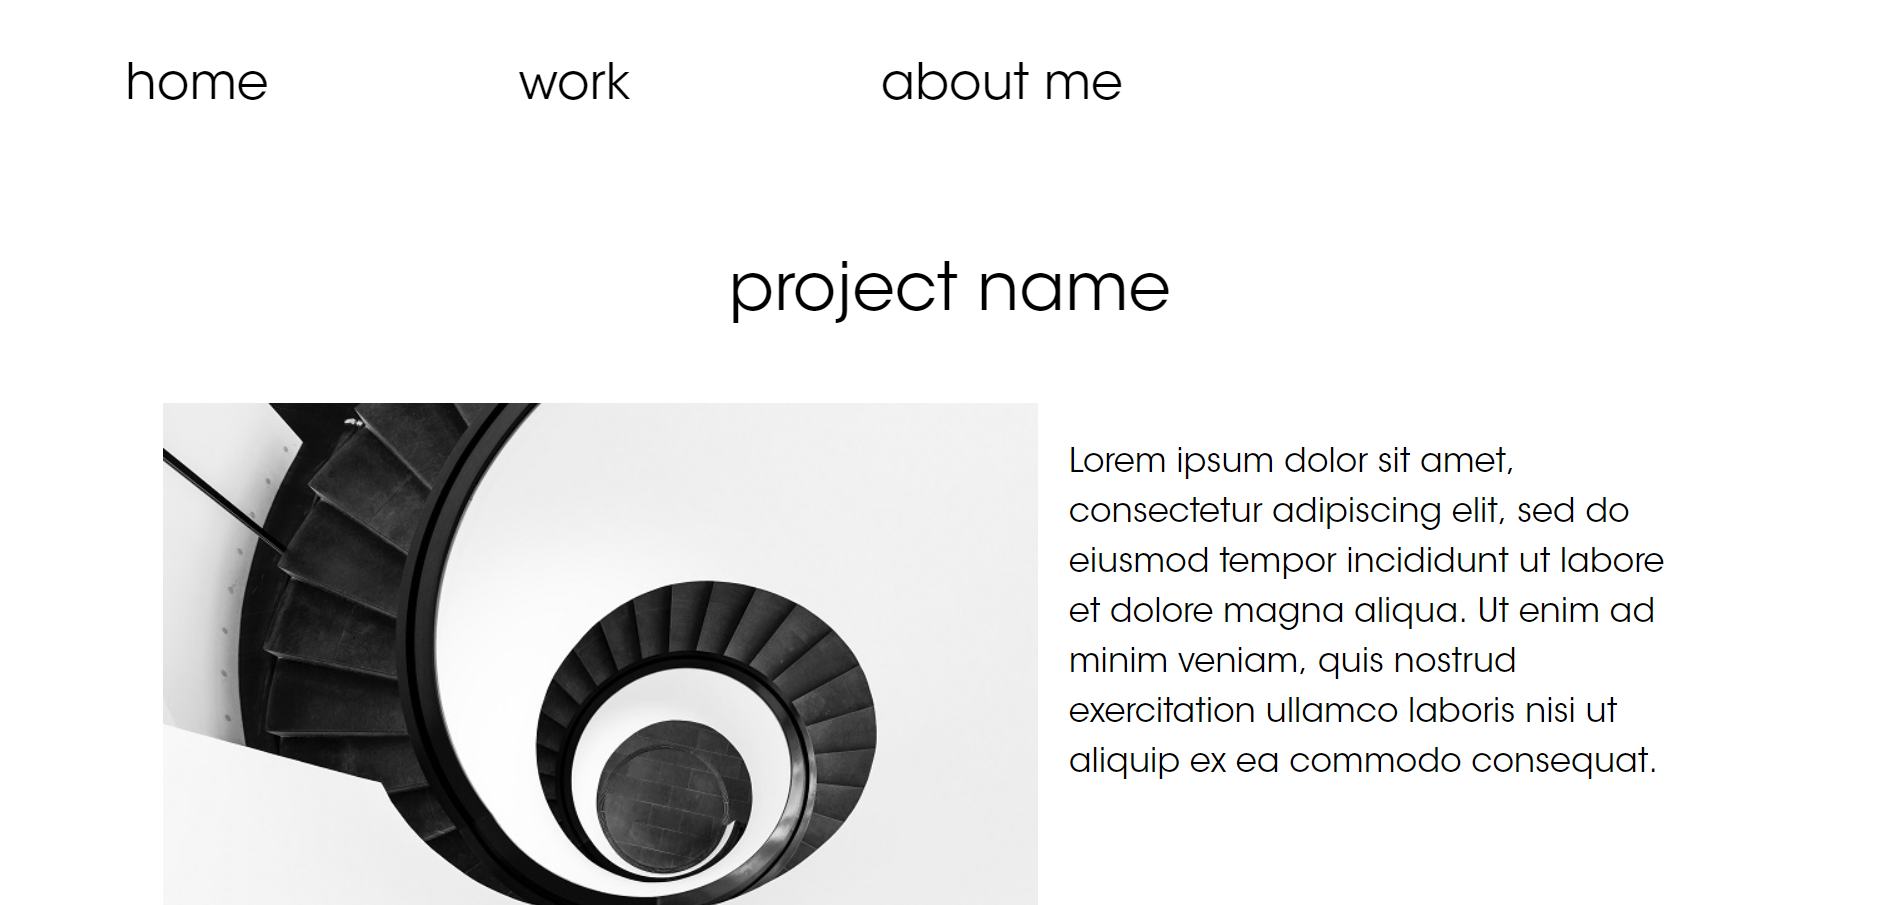 home work about me
project name
Lorem ipsum dolor sit amet,
consectetur adipiscing elit, sed do
eiusmod tempor incididunt ut labore
et dolore magna aliqua. Ut enim ad
minim veniam, quis nostrud
exercitation ullamco laboris nisi ut
aliquip ex ea commodo consequat.